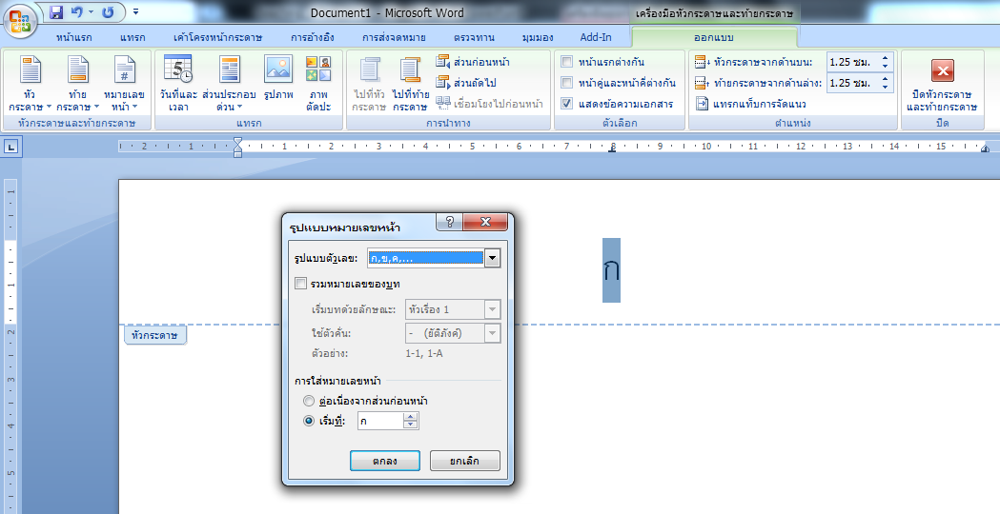 Document1 - Microsoft Word
เครื่องมือหัวกระดาษและท้ายกระดาษ
หน้าแรก แทรก เค้าโครงหน้ากระดาษ การอ้างอิง การส่งจดหมาย ตรวจทาน มุมมอง Add-In ออกแบบ
หัวกระดาษ ท้ายกระดาษ หมายเลขหน้า
หัวกระดาษและท้ายกระดาษ
วันที่และเวลา ส่วนประกอบด่วน รูปภาพ ภาพตัดปะ
แทรก
ไปที่หัวกระดาษ ไปที่ท้ายกระดาษ
ส่วนก่อนหน้า
ส่วนถัดไป
เชื่อมโยงไปก่อนหน้า
การนำทาง
หน้าแรกต่างกัน
หน้าคู่และหน้าคี่ต่างกัน
แสดงข้อความเอกสาร
ตัวเลือก
หัวกระดาษจากด้านบน: 1.25 ซม.
ท้ายกระดาษจากด้านล่าง: 1.25 ซม.
แทรกแท็บการจัดแนว
ตำแหน่ง
ปิดหัวกระดาษและท้ายกระดาษ
ปิด
2 1 1 2 3 4 5 6 7 8 9 10 11 12 13 14 15
1
1
2
3
4
5
ก
หัวกระดาษ
รูปแบบหมายเลขหน้า
รูปแบบตัวเลข: ก,ข,ค,...
รวมหมายเลขของบท
เริ่มบทด้วยลักษณะ: หัวเรื่อง 1
ใช้ตัวคั่น: - (ยัติภังค์)
ตัวอย่าง: 1-1, 1-A
การใส่หมายเลขหน้า
ต่อเนื่องจากส่วนก่อนหน้า
เริ่มที่: ก
ตกลง ยกเลิก